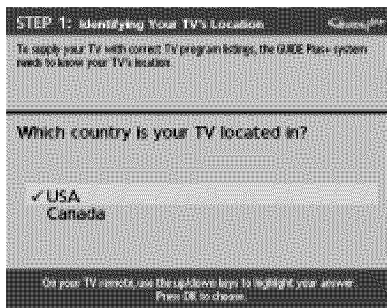 STEP 1: Identifying Your TV's Location
To supply your TV with correct TV program listings, the GUIDE Plus+ system
needs to know your TV's location
Which country is your TV located in?
✓ USA
Canada
On your TV remote, use the up/down keys to highlight your answer.
Press OK to choose.